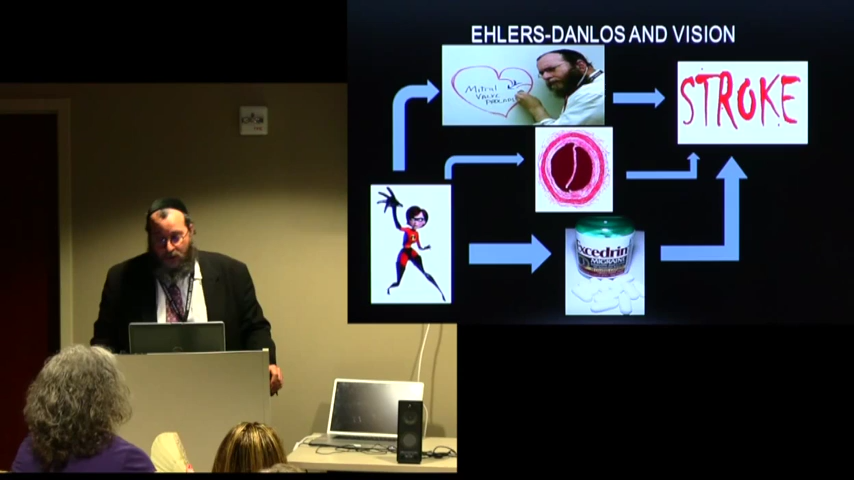 EHLERS-DANLOS AND VISION
Mitral
Valve
STROKE
Excedrin
MIGRAINE